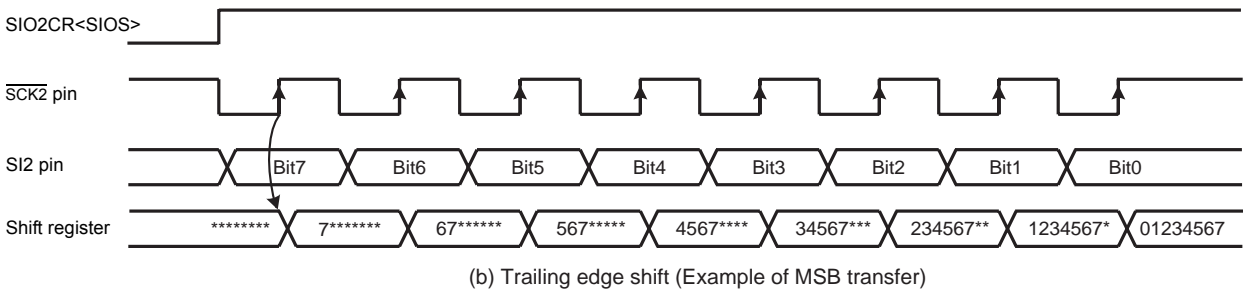 SIO2CR<SIOS>
SCK2 pin
SI2 pin Bit7 Bit6 Bit5 Bit4 Bit3 Bit2 Bit1 Bit0
Shift register ******** 7******* 67****** 567***** 4567**** 34567*** 234567** 1234567* 01234567
(b) Trailing edge shift (Example of MSB transfer)